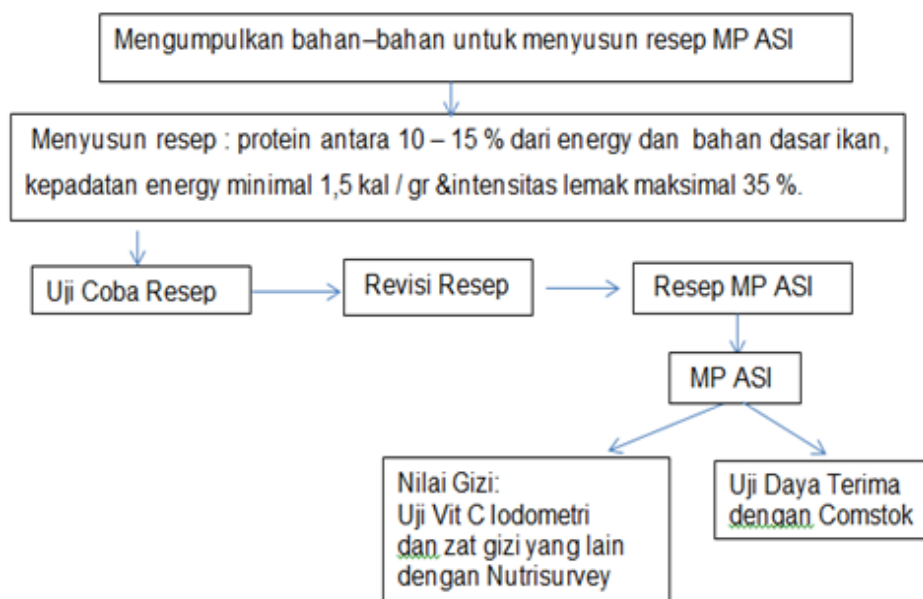 Mengumpulkan bahan–bahan untuk menyusun resep MP ASI
Menyusun resep : protein antara 10 – 15 % dari energy dan bahan dasar ikan,
kepadatan energy minimal 1,5 kal / gr &intensitas lemak maksimal 35 %.
Uji Coba Resep
Revisi Resep
Resep MP ASI
MP ASI
Nilai Gizi:
Uji Vit C Iodometri
dan zat gizi yang lain
dengan Nutrisurvey
Uji Daya Terima
dengan Comstok